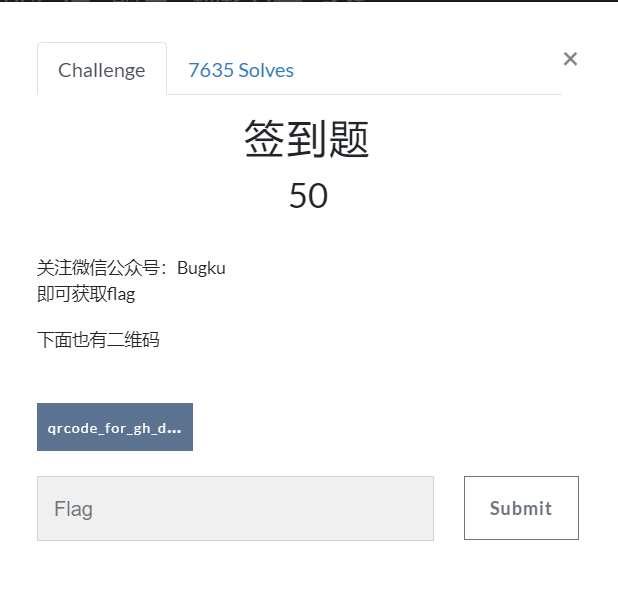 Challenge
7635 Solves
×
签到题
50
关注微信公众号：Bugku
即可获取flag
下面也有二维码
qrcode_for_gh_d...
Flag
Submit